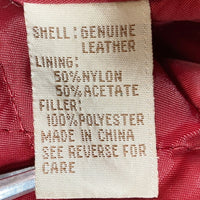 SHELL: GENUINE
LEATHER
LINING:
50% NYLON
50% ACETATE
FILLER:
100% POLYESTER
MADE IN CHINA
SEE REVERSE FOR
CARE